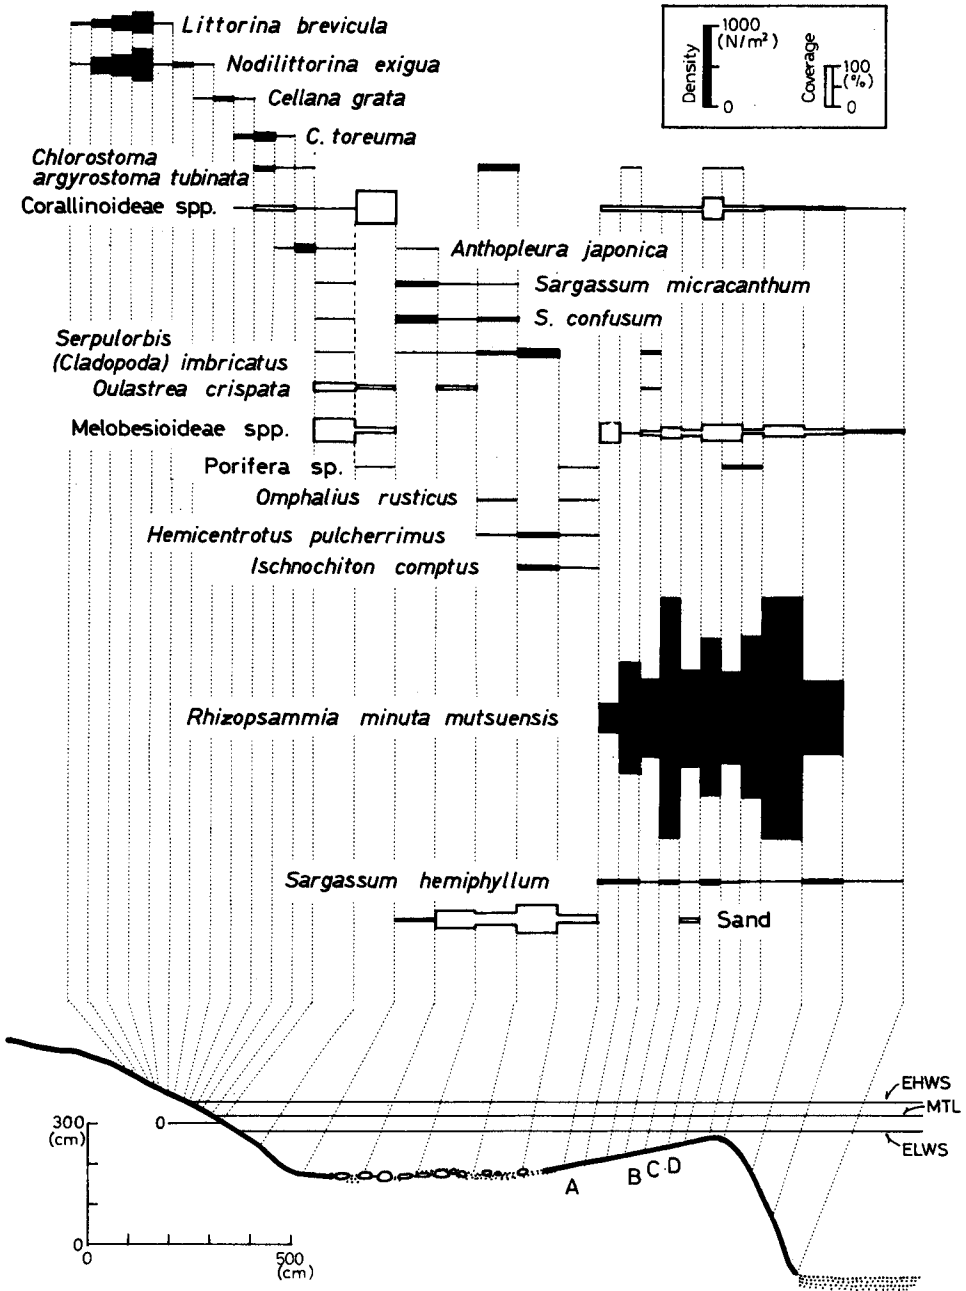 Littorina brevicula
Nodilittorina exigua
Cellana grata
C. toreuma
Chlorostoma
argyrostoma tubinata
Corallinoideae spp.
Anthopleura japonica
Sargassum micracanthum
S. confusum
Serpulorbis
(Cladopoda) imbricatus
Oulastrea crispata
Melobesioideae spp.
Porifera sp.
Omphalius rusticus
Hemicentrotus pulcherrimus
Ischnochiton comptus
Rhizopsammia minuta mutsuensis
Sargassum hemiphyllum
Sand
Density
1000
(N/m²)
0
Coverage
100
(%)
0
EHWS
MTL
ELWS
300
(cm)
0
0
A
B
C
D
0
500
(cm)